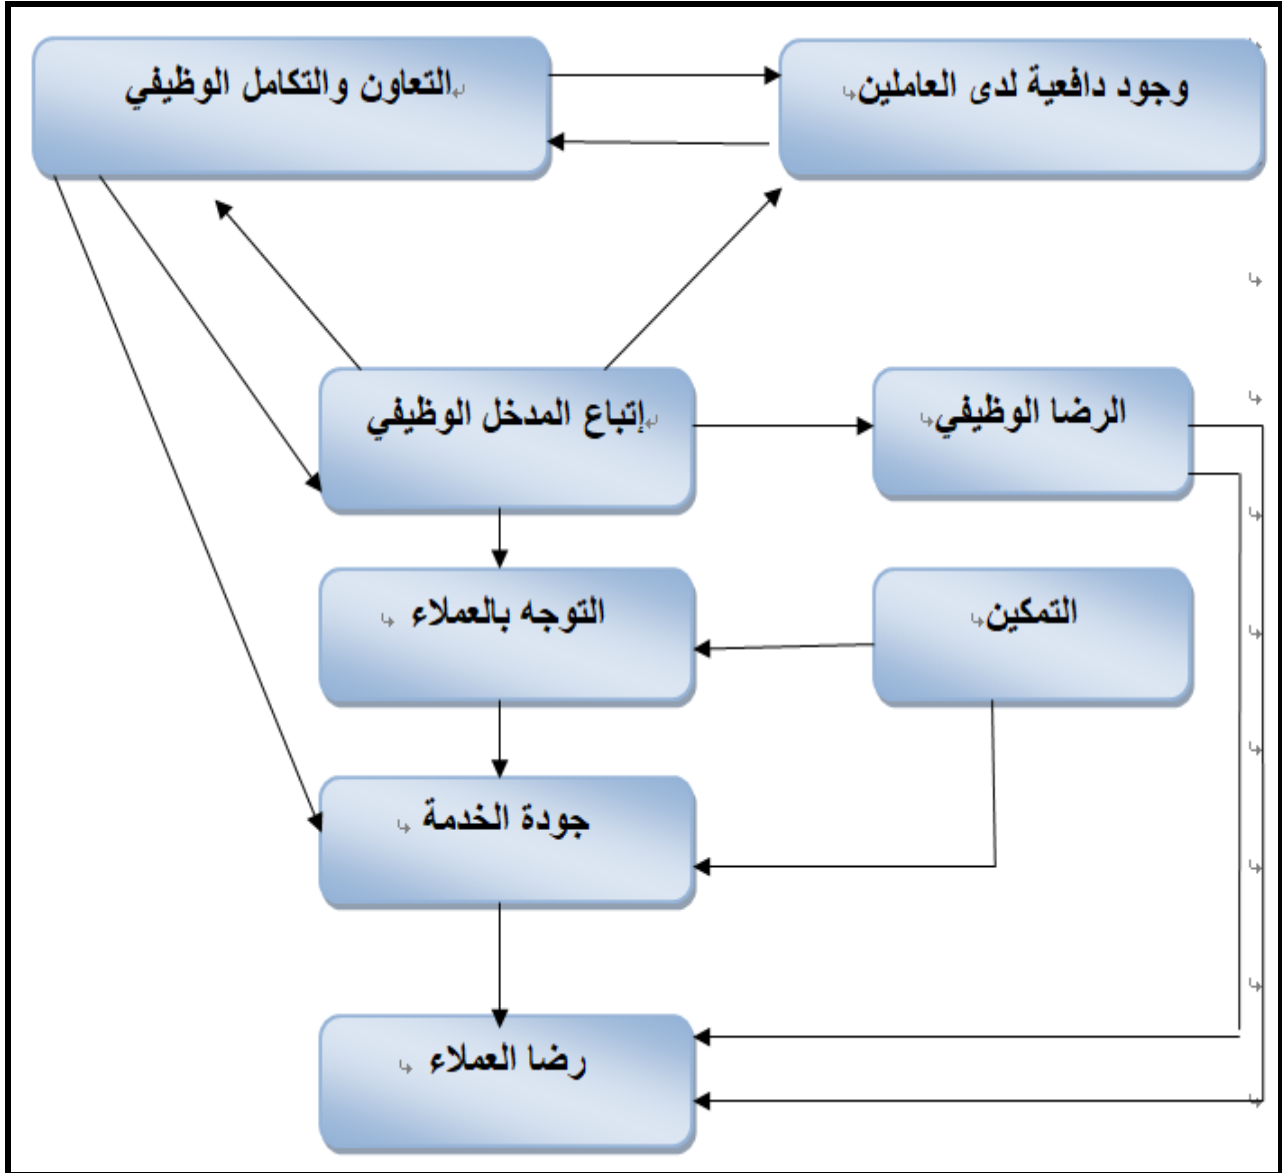 وجود دافعية لدى العاملين
التعاون والتكامل الوظيفي
الرضا الوظيفي
إتباع المدخل الوظيفي
التمكين
التوجه بالعملاء
جودة الخدمة
رضا العملاء